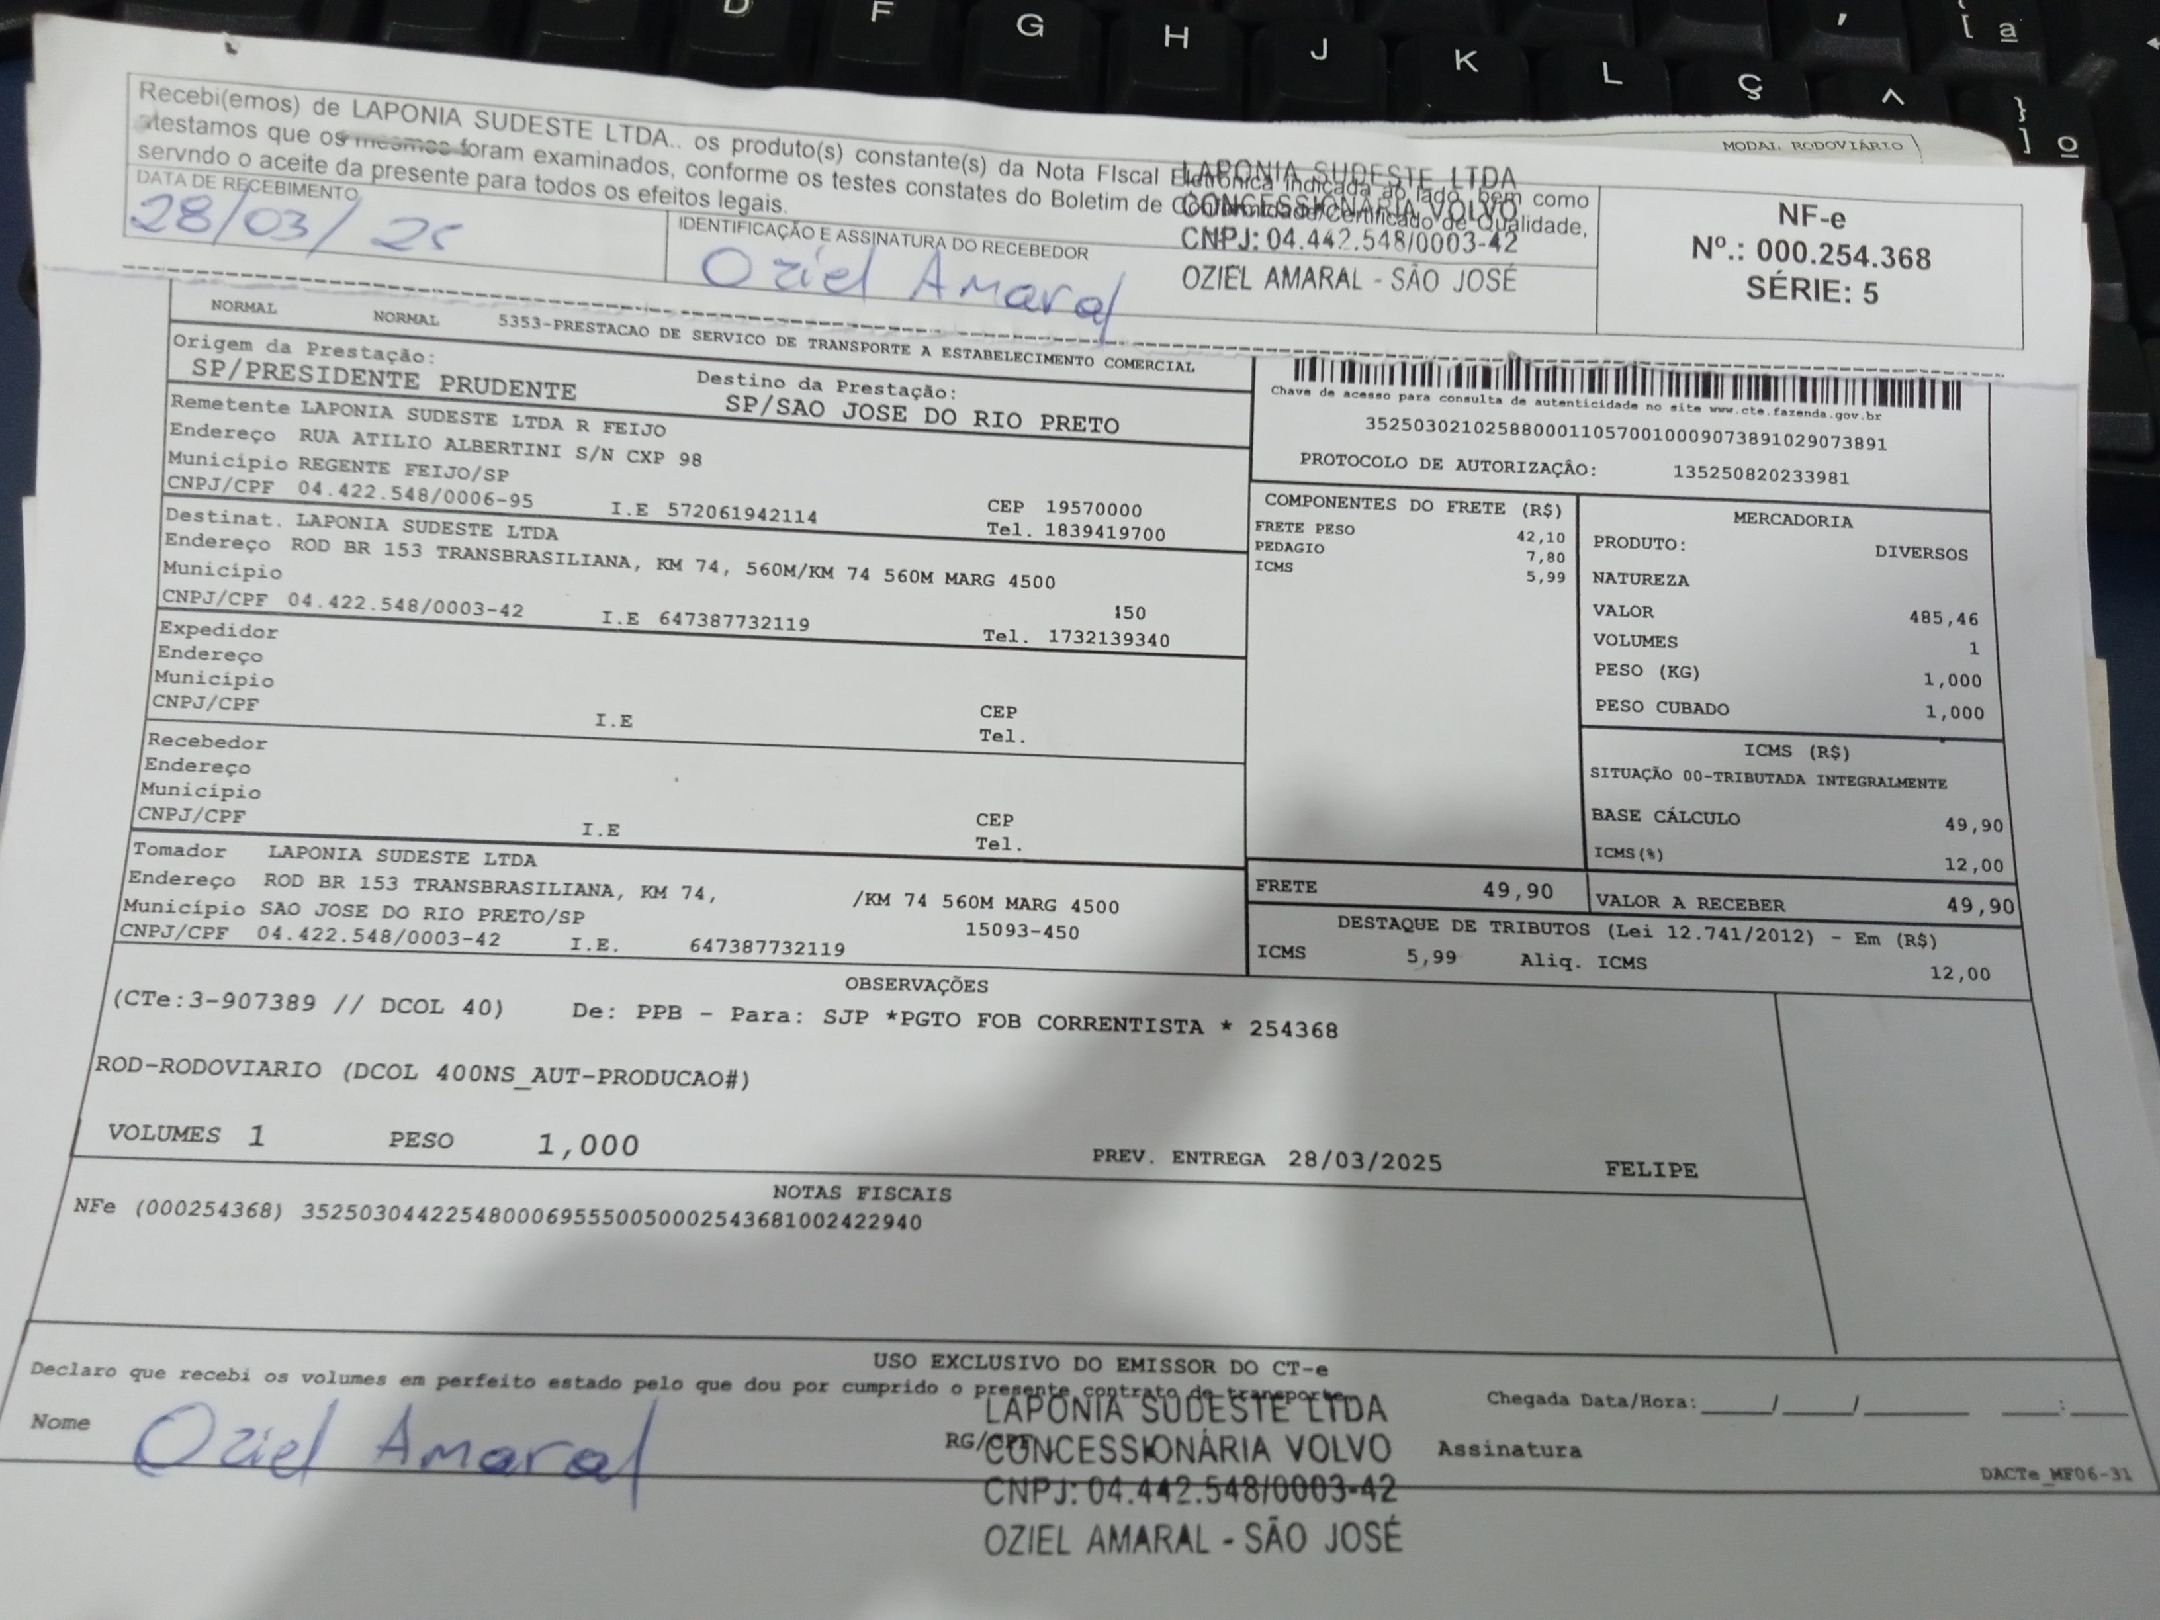 D F G H J K L Ç ^ ' [ ª } ] º
MODAL RODOVIÁRIO
Recebi(emos) de LAPONIA SUDESTE LTDA.. os produto(s) constante(s) da Nota FIscal Eletrônica indicada ao lado, bem como
atestamos que os mesmos foram examinados, conforme os testes constates do Boletim de Conformidade/Certificado de Qualidade,
servndo o aceite da presente para todos os efeitos legais.
LAPONIA SUDESTE LTDA
CONCESSIONÁRIA VOLVO
CNPJ: 04.442.548/0003-42
OZIEL AMARAL - SÃO JOSÉ
DATA DE RECEBIMENTO
28/03/25
IDENTIFICAÇÃO E ASSINATURA DO RECEBEDOR
Oziel Amaral
NF-e
Nº.: 000.254.368
SÉRIE: 5
NORMAL NORMAL 5353-PRESTACAO DE SERVICO DE TRANSPORTE A ESTABELECIMENTO COMERCIAL
Origem da Prestação:
SP/PRESIDENTE PRUDENTE
Destino da Prestação:
SP/SAO JOSE DO RIO PRETO
Chave de acesso para consulta de autenticidade no site www.cte.fazenda.gov.br
35250302102588000110570010009073891029073891
PROTOCOLO DE AUTORIZAÇÃO: 135250820233981
Remetente LAPONIA SUDESTE LTDA R FEIJO
Endereço RUA ATILIO ALBERTINI S/N CXP 98
Município REGENTE FEIJO/SP
CEP 19570000
CNPJ/CPF 04.422.548/0006-95 I.E 572061942114 Tel. 1839419700
Destinat. LAPONIA SUDESTE LTDA
Endereço ROD BR 153 TRANSBRASILIANA, KM 74, 560M/KM 74 560M MARG 4500
Município 150
CNPJ/CPF 04.422.548/0003-42 I.E 647387732119 Tel. 1732139340
Expedidor
Endereço
Município CEP
CNPJ/CPF I.E Tel.
Recebedor
Endereço
Município CEP
CNPJ/CPF I.E Tel.
Tomador LAPONIA SUDESTE LTDA
Endereço ROD BR 153 TRANSBRASILIANA, KM 74, /KM 74 560M MARG 4500
Município SAO JOSE DO RIO PRETO/SP 15093-450
CNPJ/CPF 04.422.548/0003-42 I.E. 647387732119
COMPONENTES DO FRETE (R$)
FRETE PESO 42,10
PEDAGIO 7,80
ICMS 5,99
MERCADORIA
PRODUTO: DIVERSOS
NATUREZA
VALOR 485,46
VOLUMES 1
PESO (KG) 1,000
PESO CUBADO 1,000
ICMS (R$)
SITUAÇÃO 00-TRIBUTADA INTEGRALMENTE
BASE CÁLCULO 49,90
ICMS(%) 12,00
FRETE 49,90 VALOR A RECEBER 49,90
DESTAQUE DE TRIBUTOS (Lei 12.741/2012) - Em (R$)
ICMS 5,99 Aliq. ICMS 12,00
OBSERVAÇÕES
(CTe:3-907389 // DCOL 40) De: PPB - Para: SJP *PGTO FOB CORRENTISTA * 254368
ROD-RODOVIARIO (DCOL 400NS_AUT-PRODUCAO#)
VOLUMES 1 PESO 1,000 PREV. ENTREGA 28/03/2025 FELIPE
NOTAS FISCAIS
NFe (000254368) 35250304422548000695550050002543681002422940
USO EXCLUSIVO DO EMISSOR DO CT-e
Declaro que recebi os volumes em perfeito estado pelo que dou por cumprido o presente contrato de transporte
Chegada Data/Hora:____/____/______ ___:___
Nome Oziel Amaral RG/CPF Assinatura
LAPONIA SUDESTE LTDA
CONCESSIONÁRIA VOLVO
CNPJ: 04.442.548/0003-42
OZIEL AMARAL - SÃO JOSÉ
DACTe_MF06-31